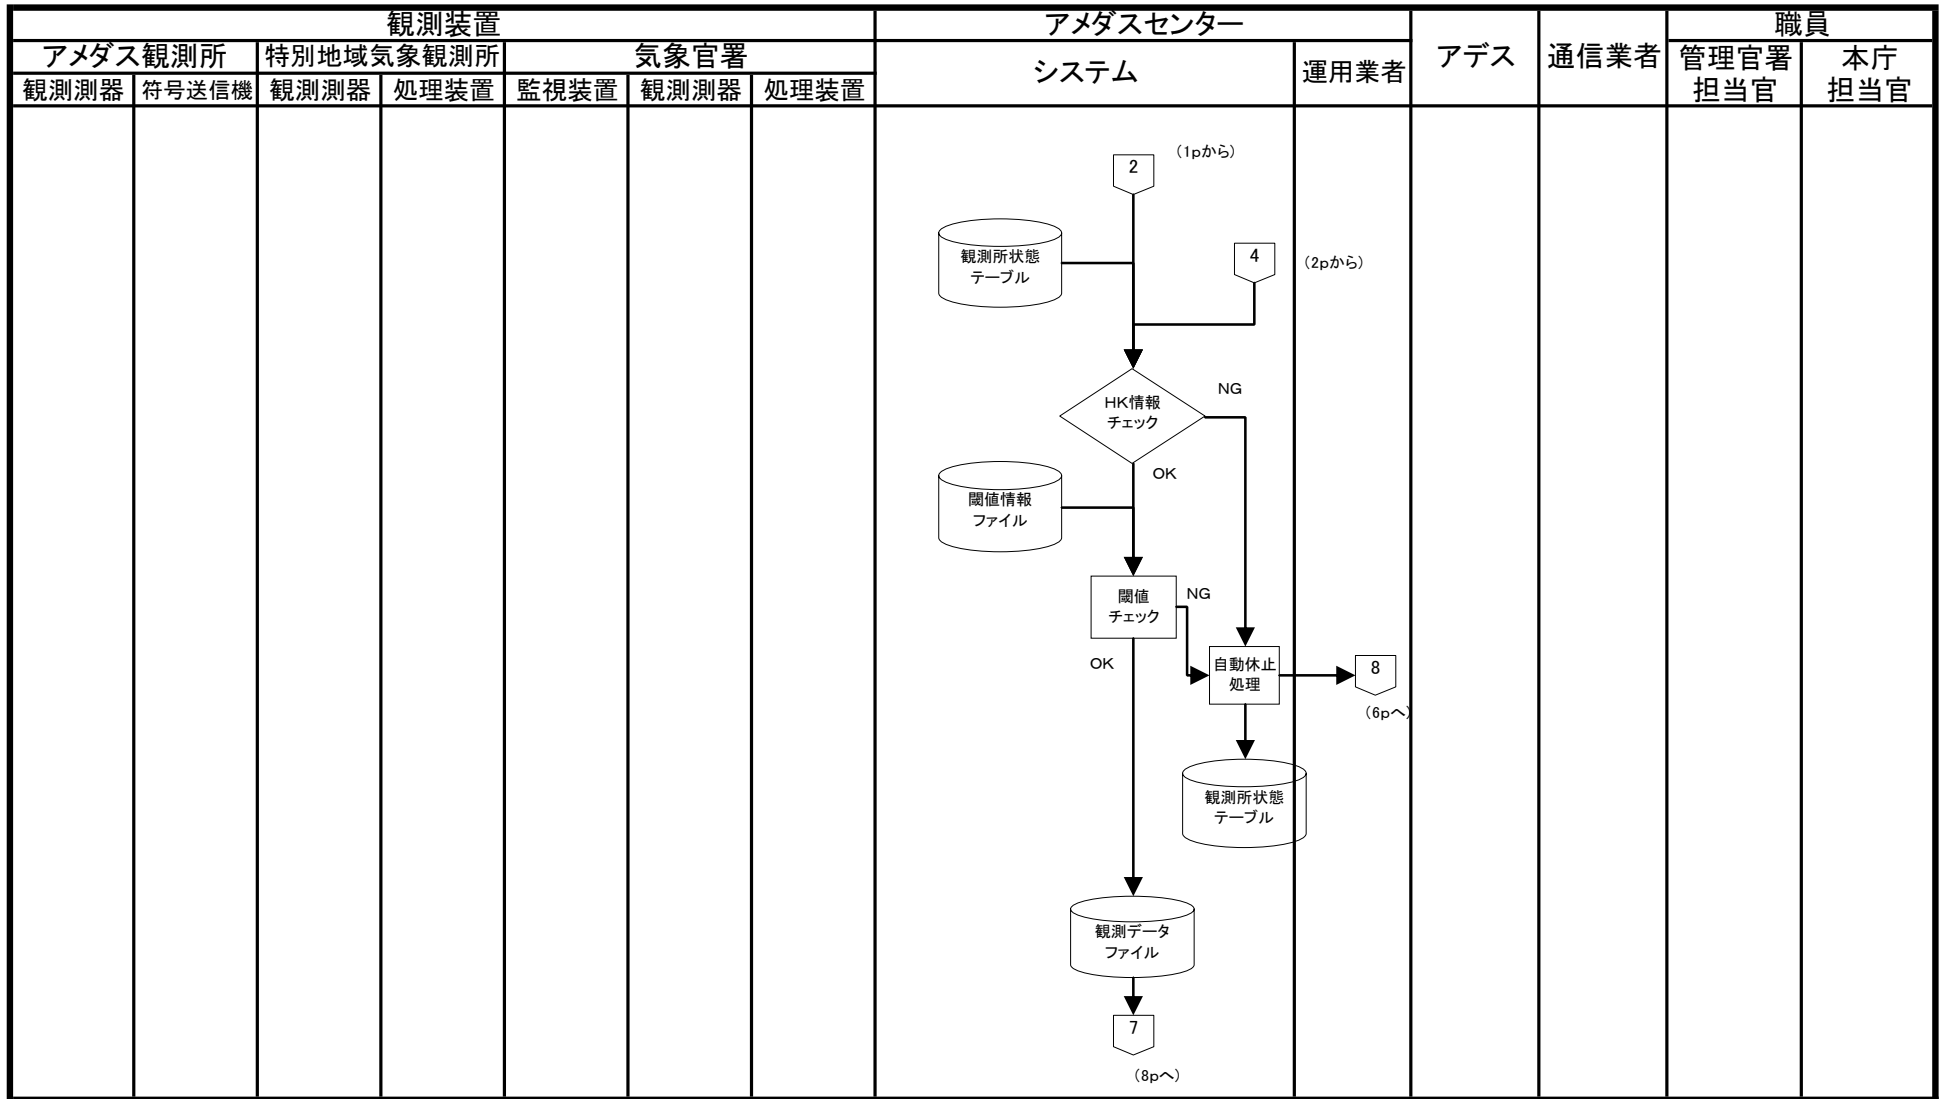 観測装置
アメダスセンター
職員
アメダス観測所
特別地域気象観測所
気象官署
システム
運用業者
アデス
通信業者
管理官署
担当官
本庁
担当官
観測測器
符号送信機
観測測器
処理装置
監視装置
観測測器
処理装置
2
(1pから)
観測所状態
テーブル
4
(2pから)
HK情報
チェック
NG
OK
閾値情報
ファイル
閾値
チェック
NG
OK
自動休止
処理
8
(6pへ)
観測所状態
テーブル
観測データ
ファイル
7
(8pへ)